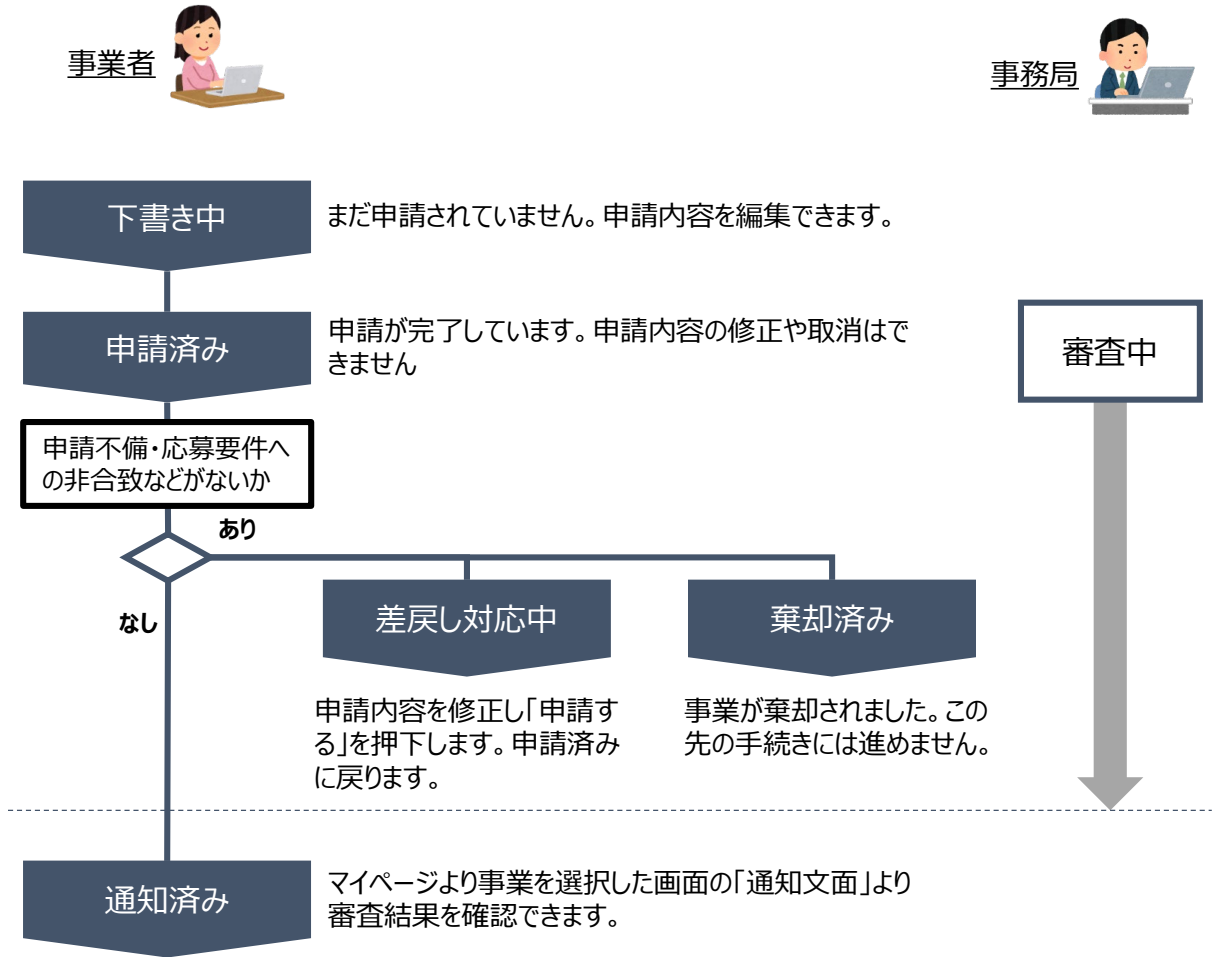 事業者
事務局
下書き中
まだ申請されていません。申請内容を編集できます。
申請済み
申請が完了しています。申請内容の修正や取消はで
きません
審査中
申請不備・応募要件へ
の非合致などがないか
あり
なし
差戻し対応中
棄却済み
申請内容を修正し「申請す
る」を押下します。申請済み
に戻ります。
事業が棄却されました。この
先の手続きには進めません。
通知済み
マイページより事業を選択した画面の「通知文面」より
審査結果を確認できます。